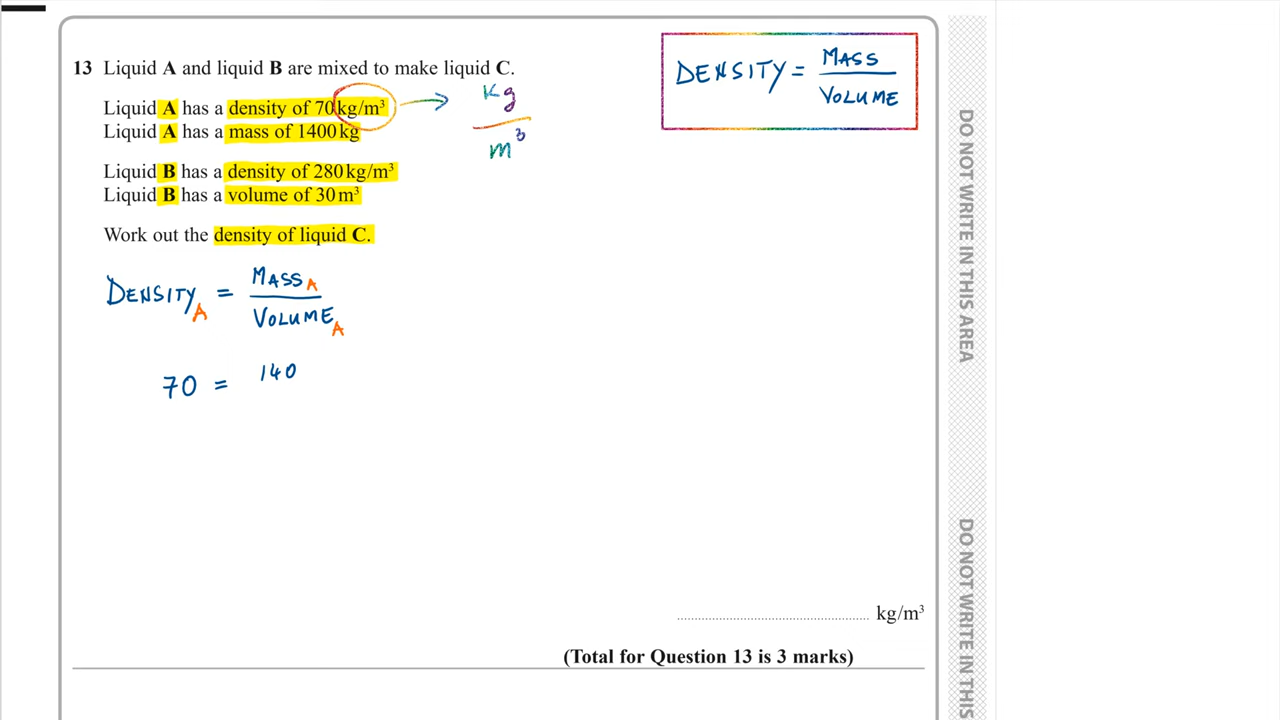 13 Liquid A and liquid B are mixed to make liquid C.
Liquid A has a density of 70 kg/m³
Liquid A has a mass of 1400 kg
Liquid B has a density of 280 kg/m³
Liquid B has a volume of 30 m³
Work out the density of liquid C.
kg
m³
DENSITY = MASS
VOLUME
DENSITY A = MASS A
VOLUME A
70 = 140
kg/m³
(Total for Question 13 is 3 marks)
DO NOT WRITE IN THIS AREA
DO NOT WRITE IN THIS